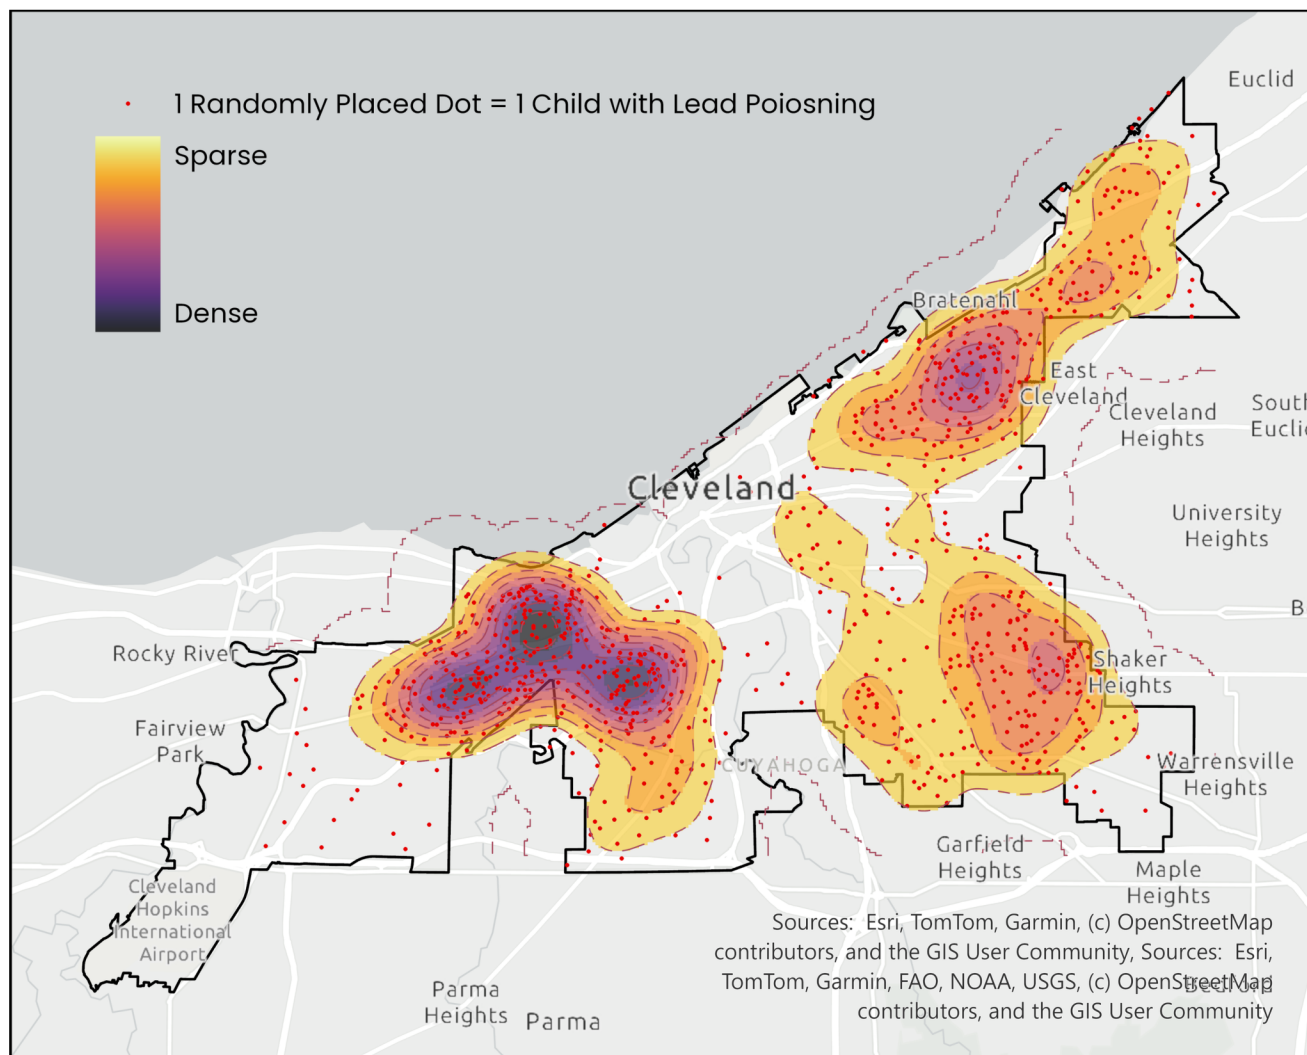 Euclid
1 Randomly Placed Dot = 1 Child with Lead Poiosning
Sparse
Dense
Bratenahl
East
Cleveland
Cleveland
Heights
South
Cleveland
University
Heights
Rocky River
Shaker
Heights
Fairview
Park
CUYAHOGA
Warrensville
Heights
Garfield
Heights
Maple
Heights
Cleveland
Hopkins
International
Airport
Sources: Esri, TomTom, Garmin, (c) OpenStreetMap
contributors, and the GIS User Community, Sources: Esri,
TomTom, Garmin, FAO, NOAA, USGS, (c) OpenStreetMap
contributors, and the GIS User Community
Bedford
Parma
Heights
Parma